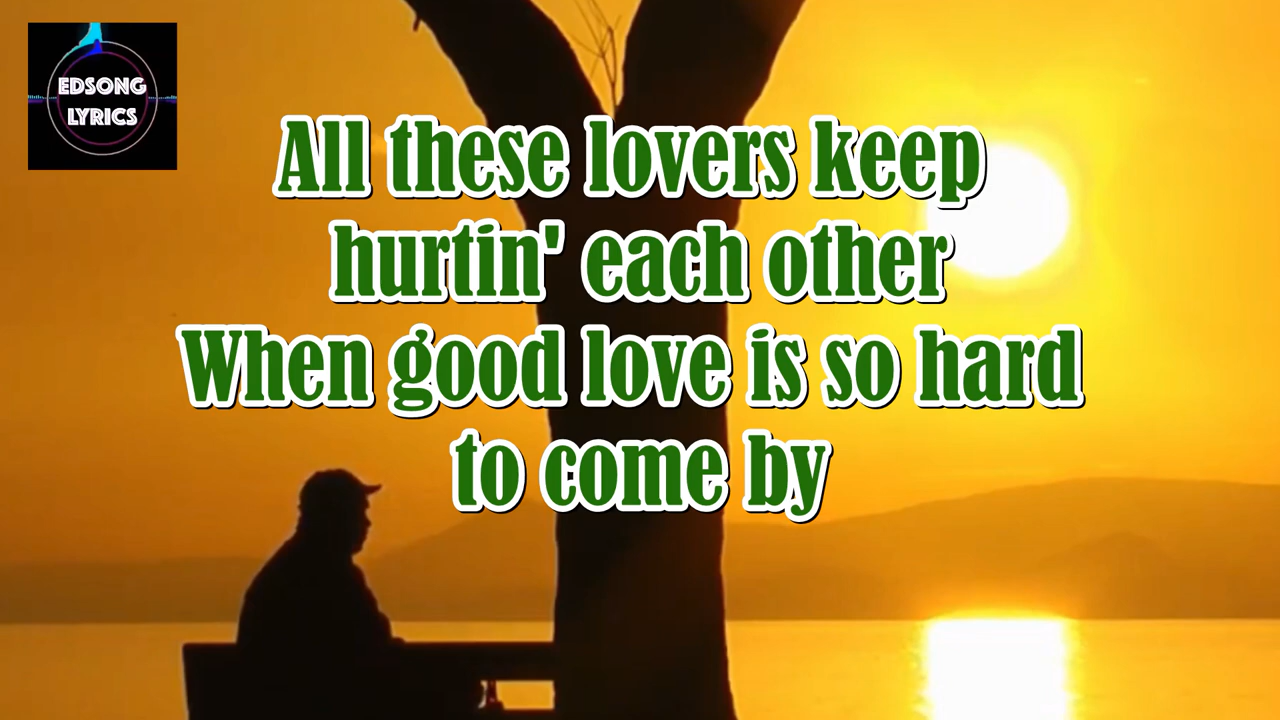 EDSONG
LYRICS
All these lovers keep
hurtin' each other
When good love is so hard
to come by